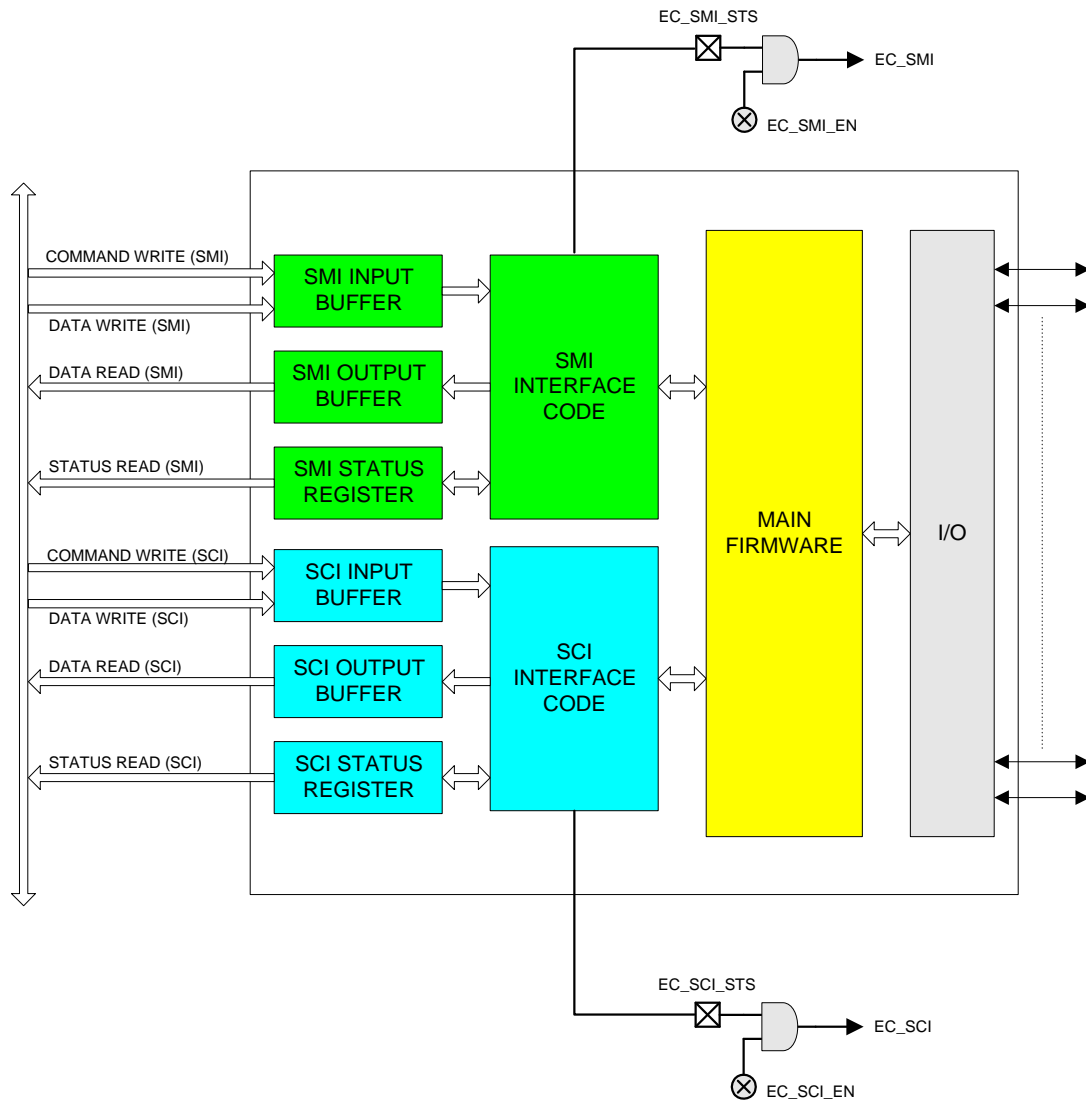 EC_SMI_STS
EC_SMI
EC_SMI_EN
COMMAND WRITE (SMI)
DATA WRITE (SMI)
DATA READ (SMI)
STATUS READ (SMI)
COMMAND WRITE (SCI)
DATA WRITE (SCI)
DATA READ (SCI)
STATUS READ (SCI)
SMI INPUT
BUFFER
SMI OUTPUT
BUFFER
SMI STATUS
REGISTER
SCI INPUT
BUFFER
SCI OUTPUT
BUFFER
SCI STATUS
REGISTER
SMI
INTERFACE
CODE
SCI
INTERFACE
CODE
MAIN
FIRMWARE
I/O
EC_SCI_STS
EC_SCI
EC_SCI_EN